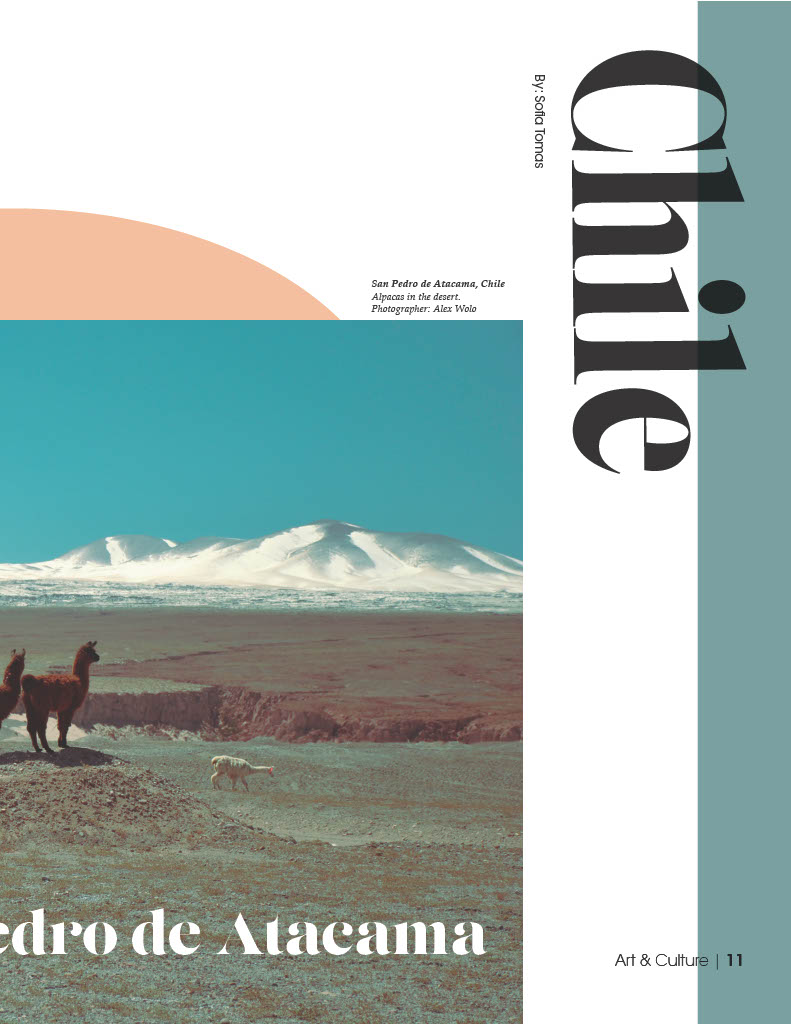 Chile
By: Sofia Tomas
San Pedro de Atacama, Chile
Alpacas in the desert.
Photographer: Alex Wolo
edro de Atacama
Art & Culture | 11